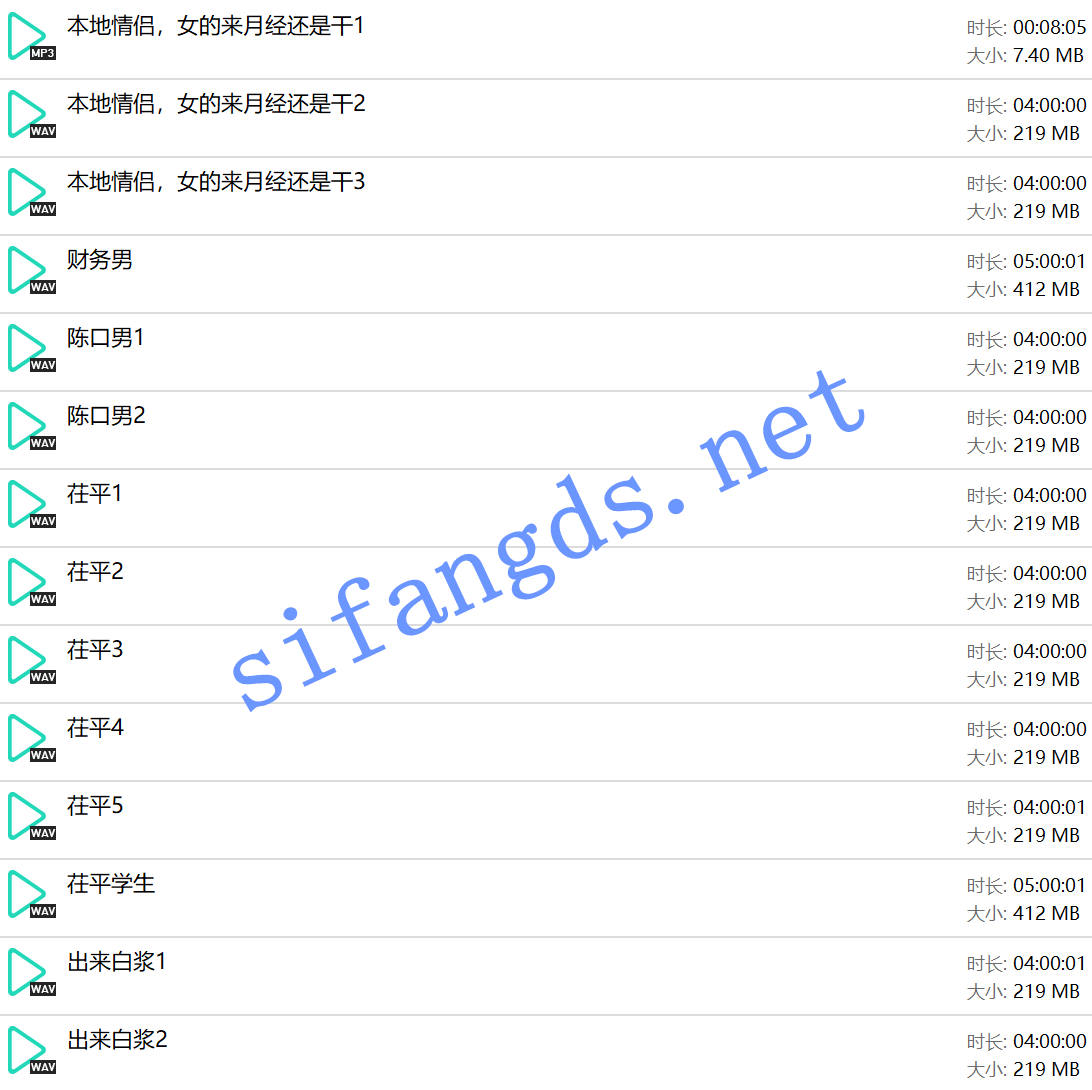 本地情侣，女的来月经还是干1
时长: 00:08:05
MP3
大小: 7.40 MB
本地情侣，女的来月经还是干2
时长: 04:00:00
WAV
大小: 219 MB
本地情侣，女的来月经还是干3
时长: 04:00:00
WAV
大小: 219 MB
财务男
时长: 05:00:01
WAV
大小: 412 MB
陈口男1
时长: 04:00:00
WAV
大小: 219 MB
陈口男2
时长: 04:00:00
WAV
大小: 219 MB
茌平1
时长: 04:00:00
WAV
大小: 219 MB
茌平2
时长: 04:00:00
WAV
大小: 219 MB
茌平3
时长: 04:00:00
WAV
大小: 219 MB
茌平4
时长: 04:00:00
WAV
大小: 219 MB
茌平5
时长: 04:00:01
WAV
大小: 219 MB
茌平学生
时长: 05:00:01
WAV
大小: 412 MB
出来白浆1
时长: 04:00:01
WAV
大小: 219 MB
出来白浆2
时长: 04:00:00
WAV
大小: 219 MB
sifangds.net